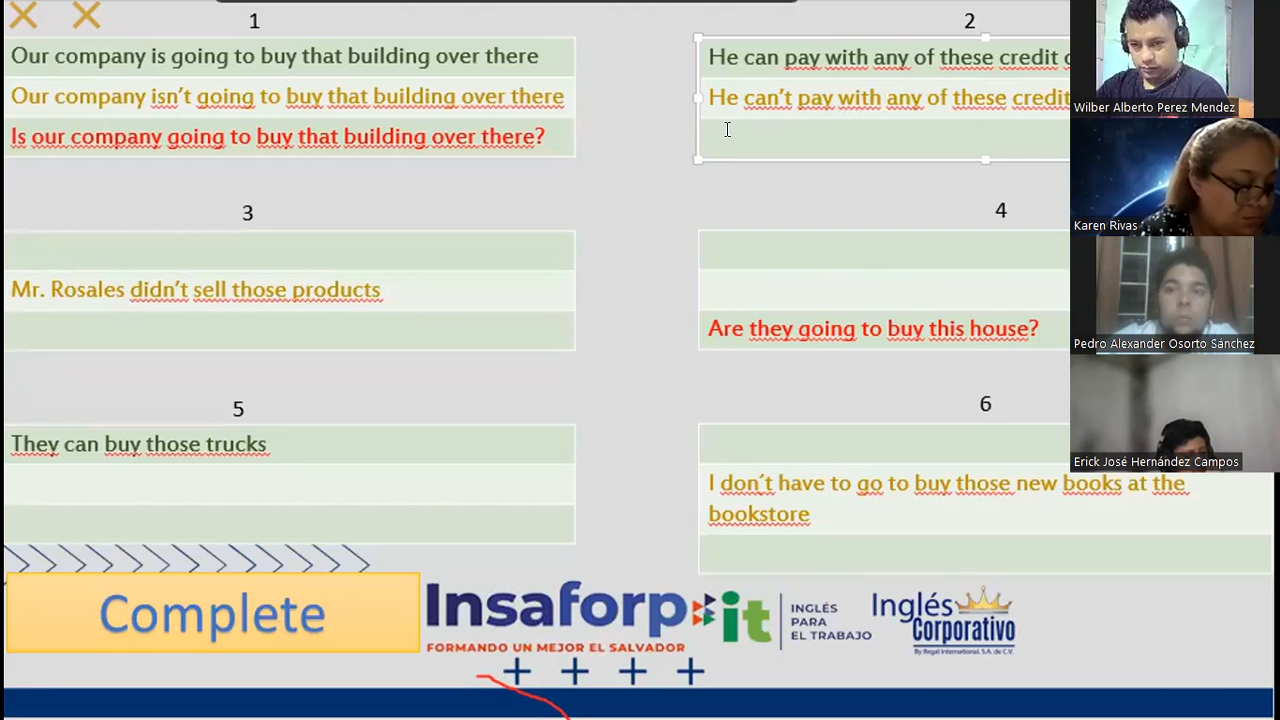 1
Our company is going to buy that building over there
Our company isn't going to buy that building over there
Is our company going to buy that building over there?
2
He can pay with any of these credit
He can't pay with any of these credit
3
Mr. Rosales didn't sell those products
4
Are they going to buy this house?
5
They can buy those trucks
6
I don´t have to go to buy those new books at the
bookstore
Complete
Insaforp
FORMANDO UN MEJOR EL SALVADOR
it
INGLÉS
PARA
EL TRABAJO
Inglés
Corporativo
By Regal International, S.A. de C.V.
Wilber Alberto Perez Mendez
Karen Rivas
Pedro Alexander Osorto Sánchez
Erick José Hernández Campos